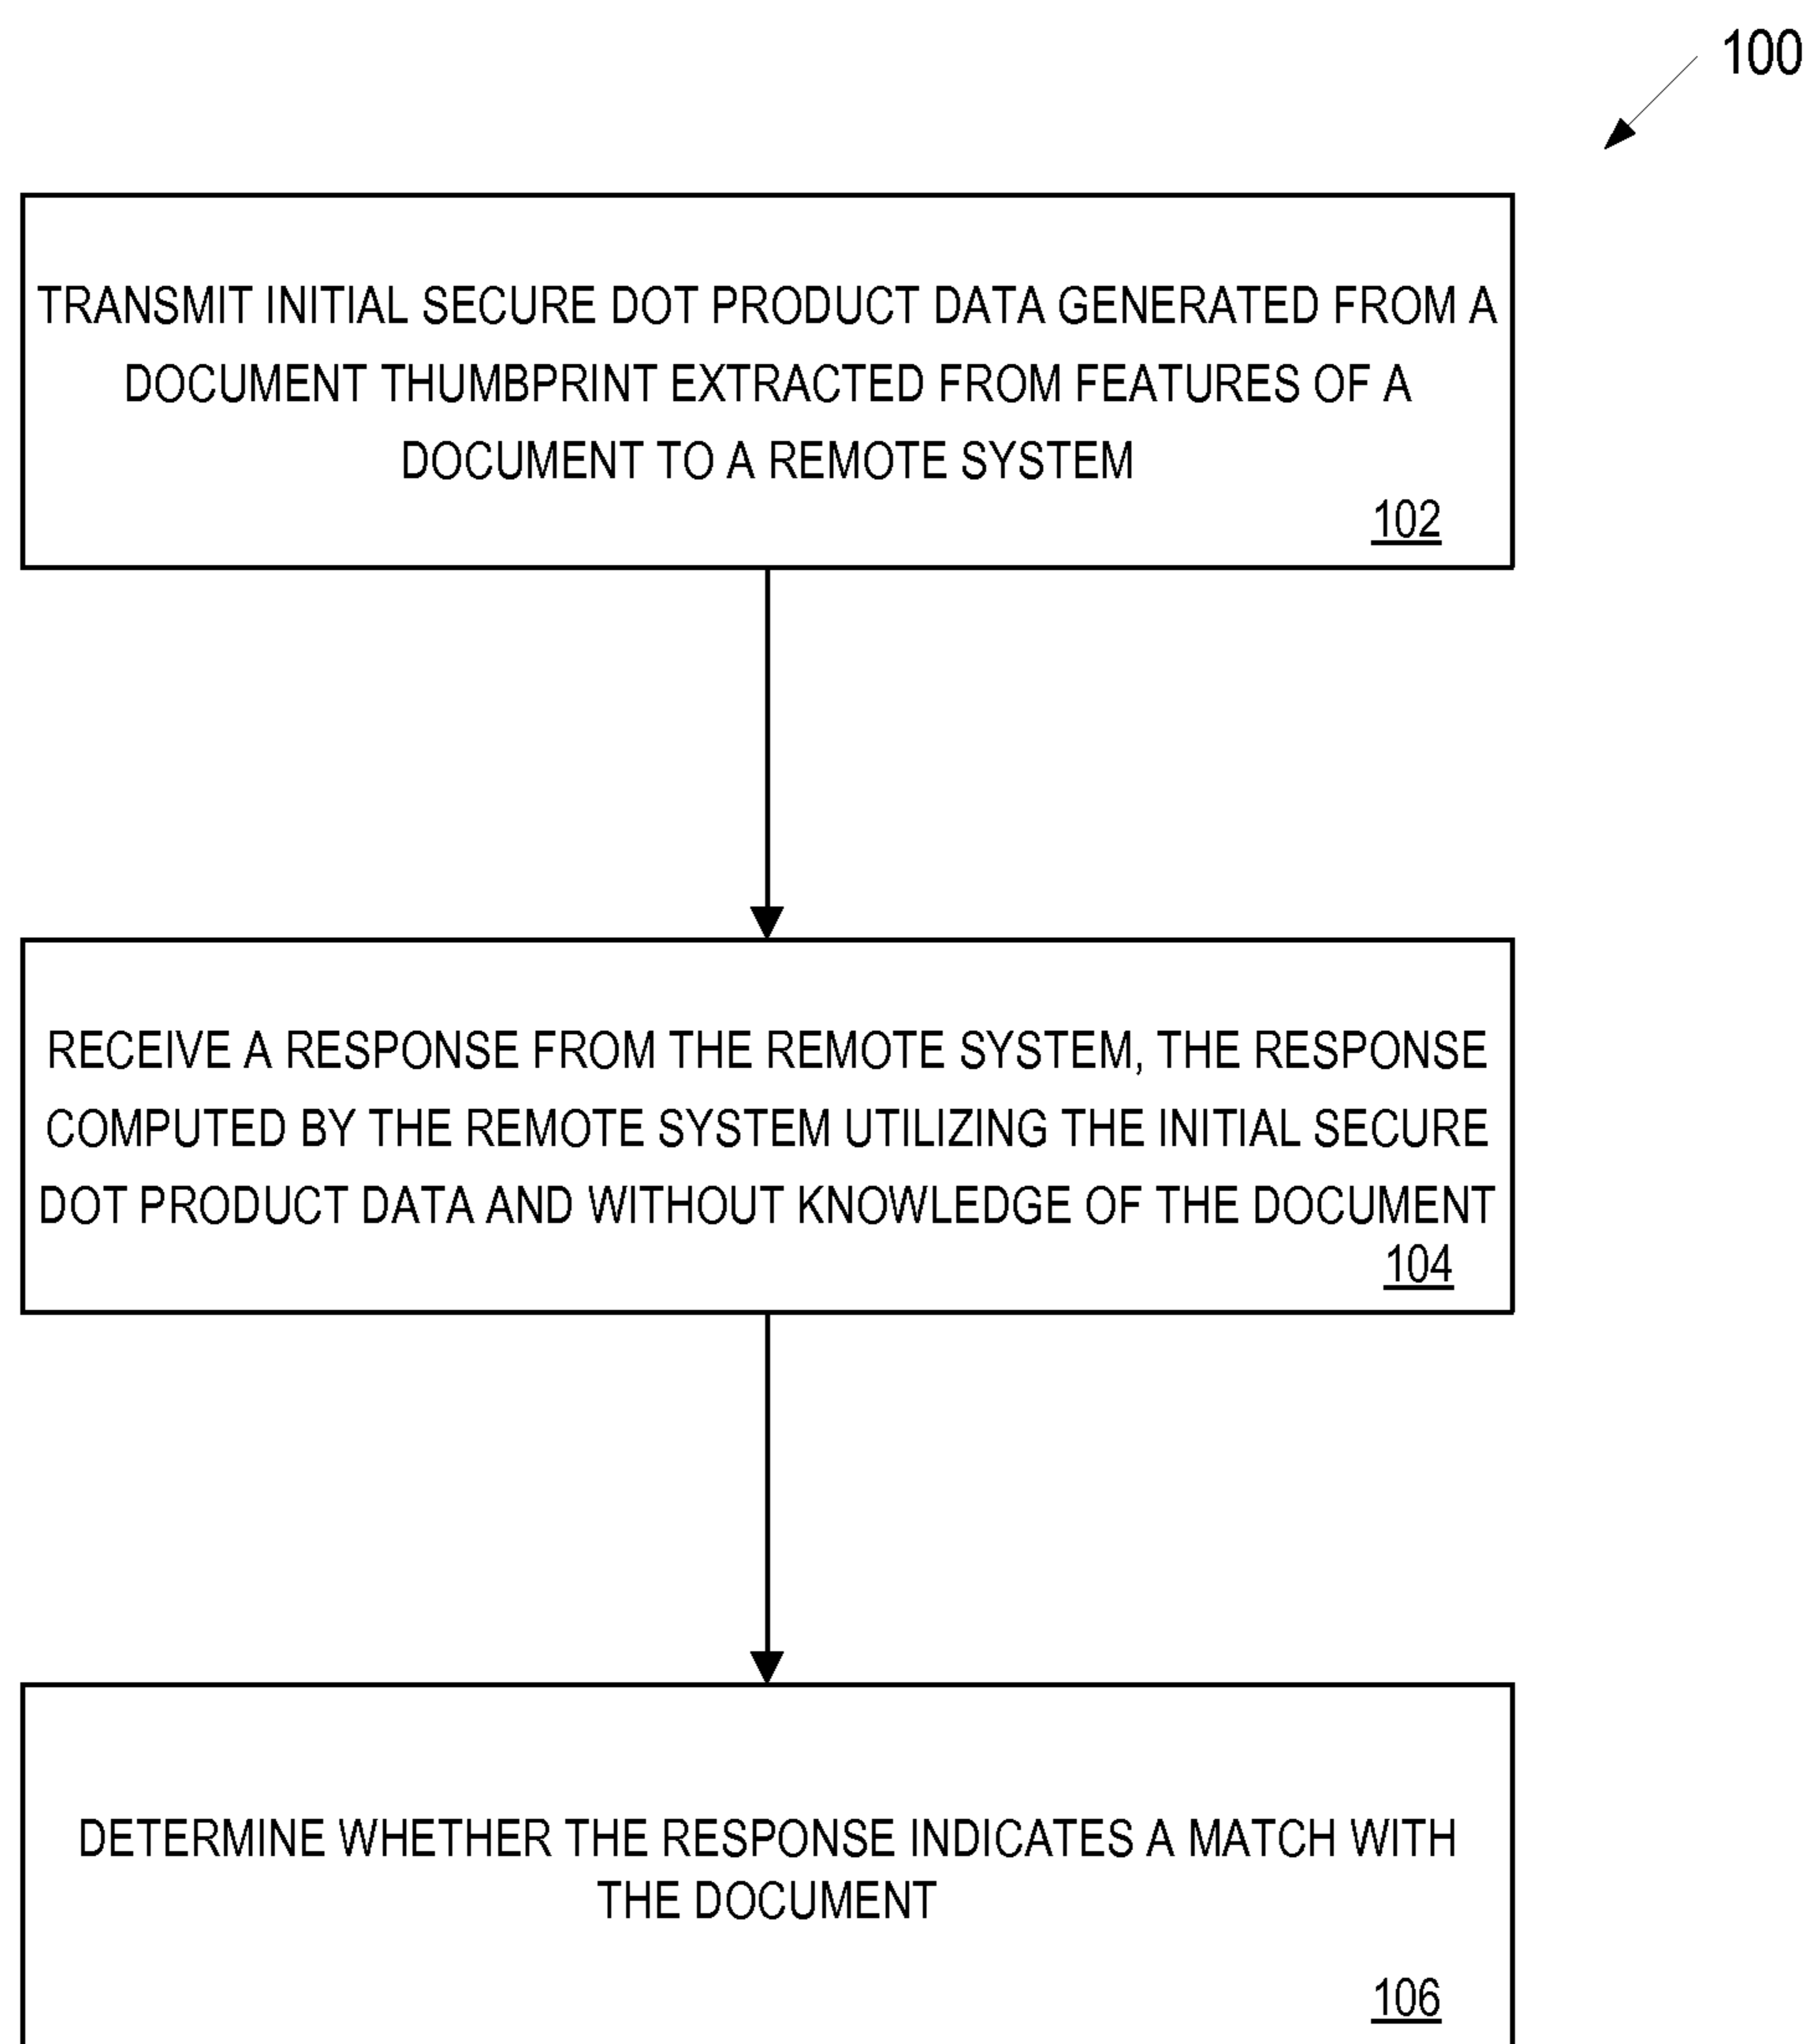 100
TRANSMIT INITIAL SECURE DOT PRODUCT DATA GENERATED FROM A
DOCUMENT THUMBPRINT EXTRACTED FROM FEATURES OF A
DOCUMENT TO A REMOTE SYSTEM
102
RECEIVE A RESPONSE FROM THE REMOTE SYSTEM, THE RESPONSE
COMPUTED BY THE REMOTE SYSTEM UTILIZING THE INITIAL SECURE
DOT PRODUCT DATA AND WITHOUT KNOWLEDGE OF THE DOCUMENT
104
DETERMINE WHETHER THE RESPONSE INDICATES A MATCH WITH
THE DOCUMENT
106